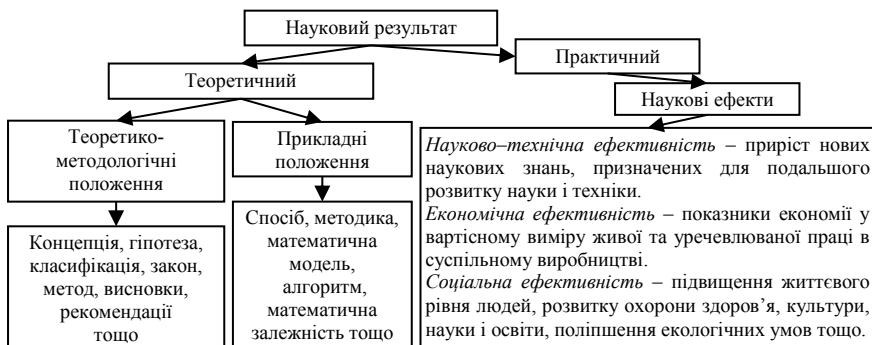 Науковий результат
Теоретичний
Практичний
Наукові ефекти
Теоретико-
методологічні
положення
Прикладні
положення
Концепція, гіпотеза,
класифікація, закон,
метод, висновки,
рекомендації
тощо
Спосіб, методика,
математична
модель,
алгоритм,
математична
залежність тощо
Науково–технічна ефективність – приріст нових
наукових знань, призначених для подальшого
розвитку науки і техніки.
Економічна ефективність – показники економії у
вартісному виміру живої та уречевлюваної праці в
суспільному виробництві.
Соціальна ефективність – підвищення життєвого
рівня людей, розвитку охорони здоров’я, культури,
науки і освіти, поліпшення екологічних умов тощо.